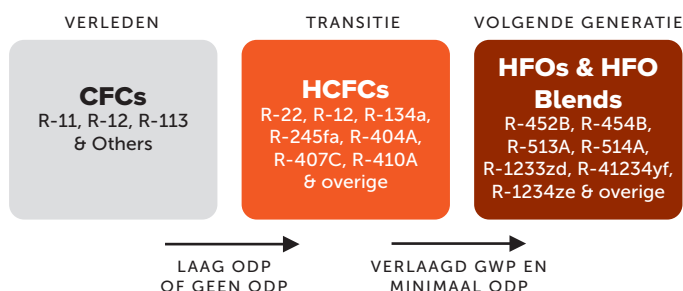 VERLEDEN
TRANSITIE
VOLGENDE GENERATIE
CFCs
R-11, R-12, R-113
& Others
HCFCs
R-22, R-12, R-134a,
R-245fa, R-404A,
R-407C, R-410A
& overige
HFOs & HFO
Blends
R-452B, R-454B,
R-513A, R-514A,
R-1233zd, R-41234yf,
R-1234ze & overige
LAAG ODP
OF GEEN ODP
VERLAAGD GWP EN
MINIMAAL ODP